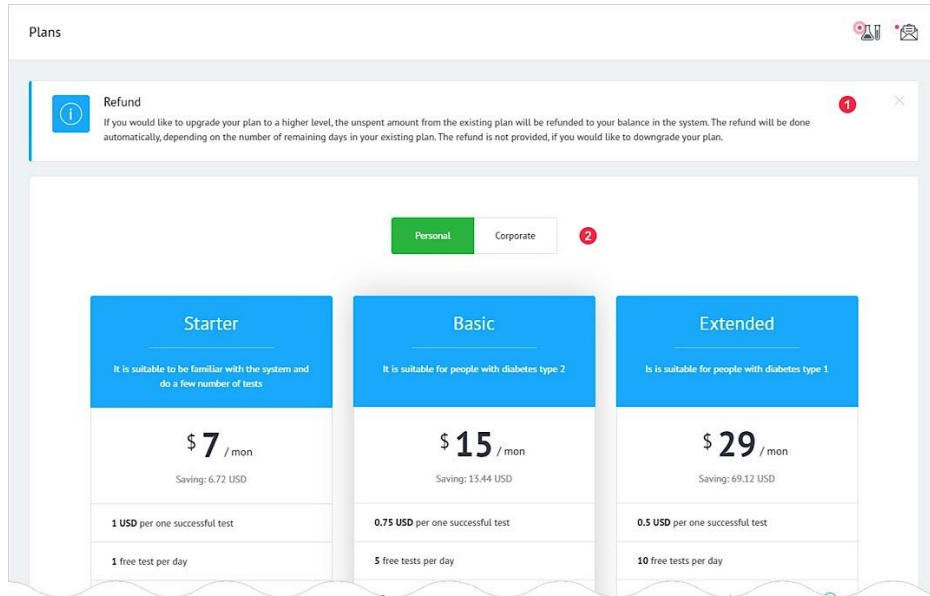 Plans
Refund
1
If you would like to upgrade your plan to a higher level, the unspent amount from the existing plan will be refunded to your balance in the system. The refund will be done
automatically, depending on the number of remaining days in your existing plan. The refund is not provided, if you would like to downgrade your plan.
Personal
Corporate
2
Starter
It is suitable to be familiar with the system and
do a few number of tests
$ 7 / mon
Saving: 6.72 USD
1 USD per one successful test
1 free test per day
Basic
It is suitable for people with diabetes type 2
$ 15 / mon
Saving: 13.44 USD
0.75 USD per one successful test
5 free tests per day
Extended
Is is suitable for people with diabetes type 1
$ 29 / mon
Saving: 69.12 USD
0.5 USD per one successful test
10 free tests per day